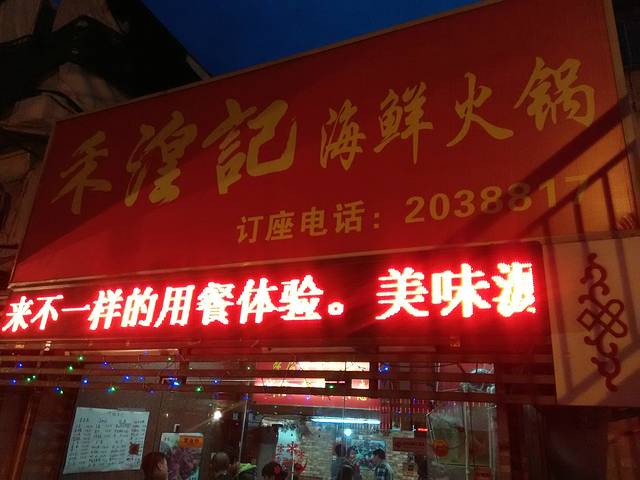 禾湟記 海鲜火锅
订座电话：2038817
来不一样的用餐体验。美味